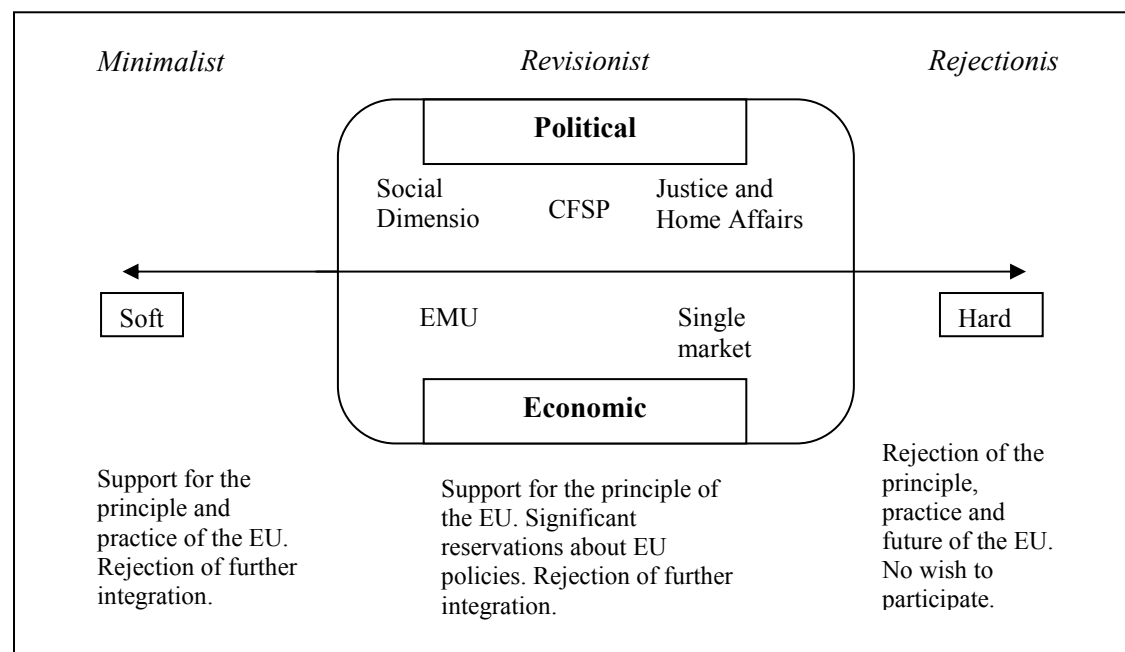 Minimalist
Revisionist
Rejectionis
Political
Social
Dimensio
CFSP
Justice and
Home Affairs
Soft
EMU
Single
market
Hard
Economic
Support for the
principle and
practice of the EU.
Rejection of further
integration.
Support for the principle of
the EU. Significant
reservations about EU
policies. Rejection of further
integration.
Rejection of the
principle,
practice and
future of the EU.
No wish to
participate.